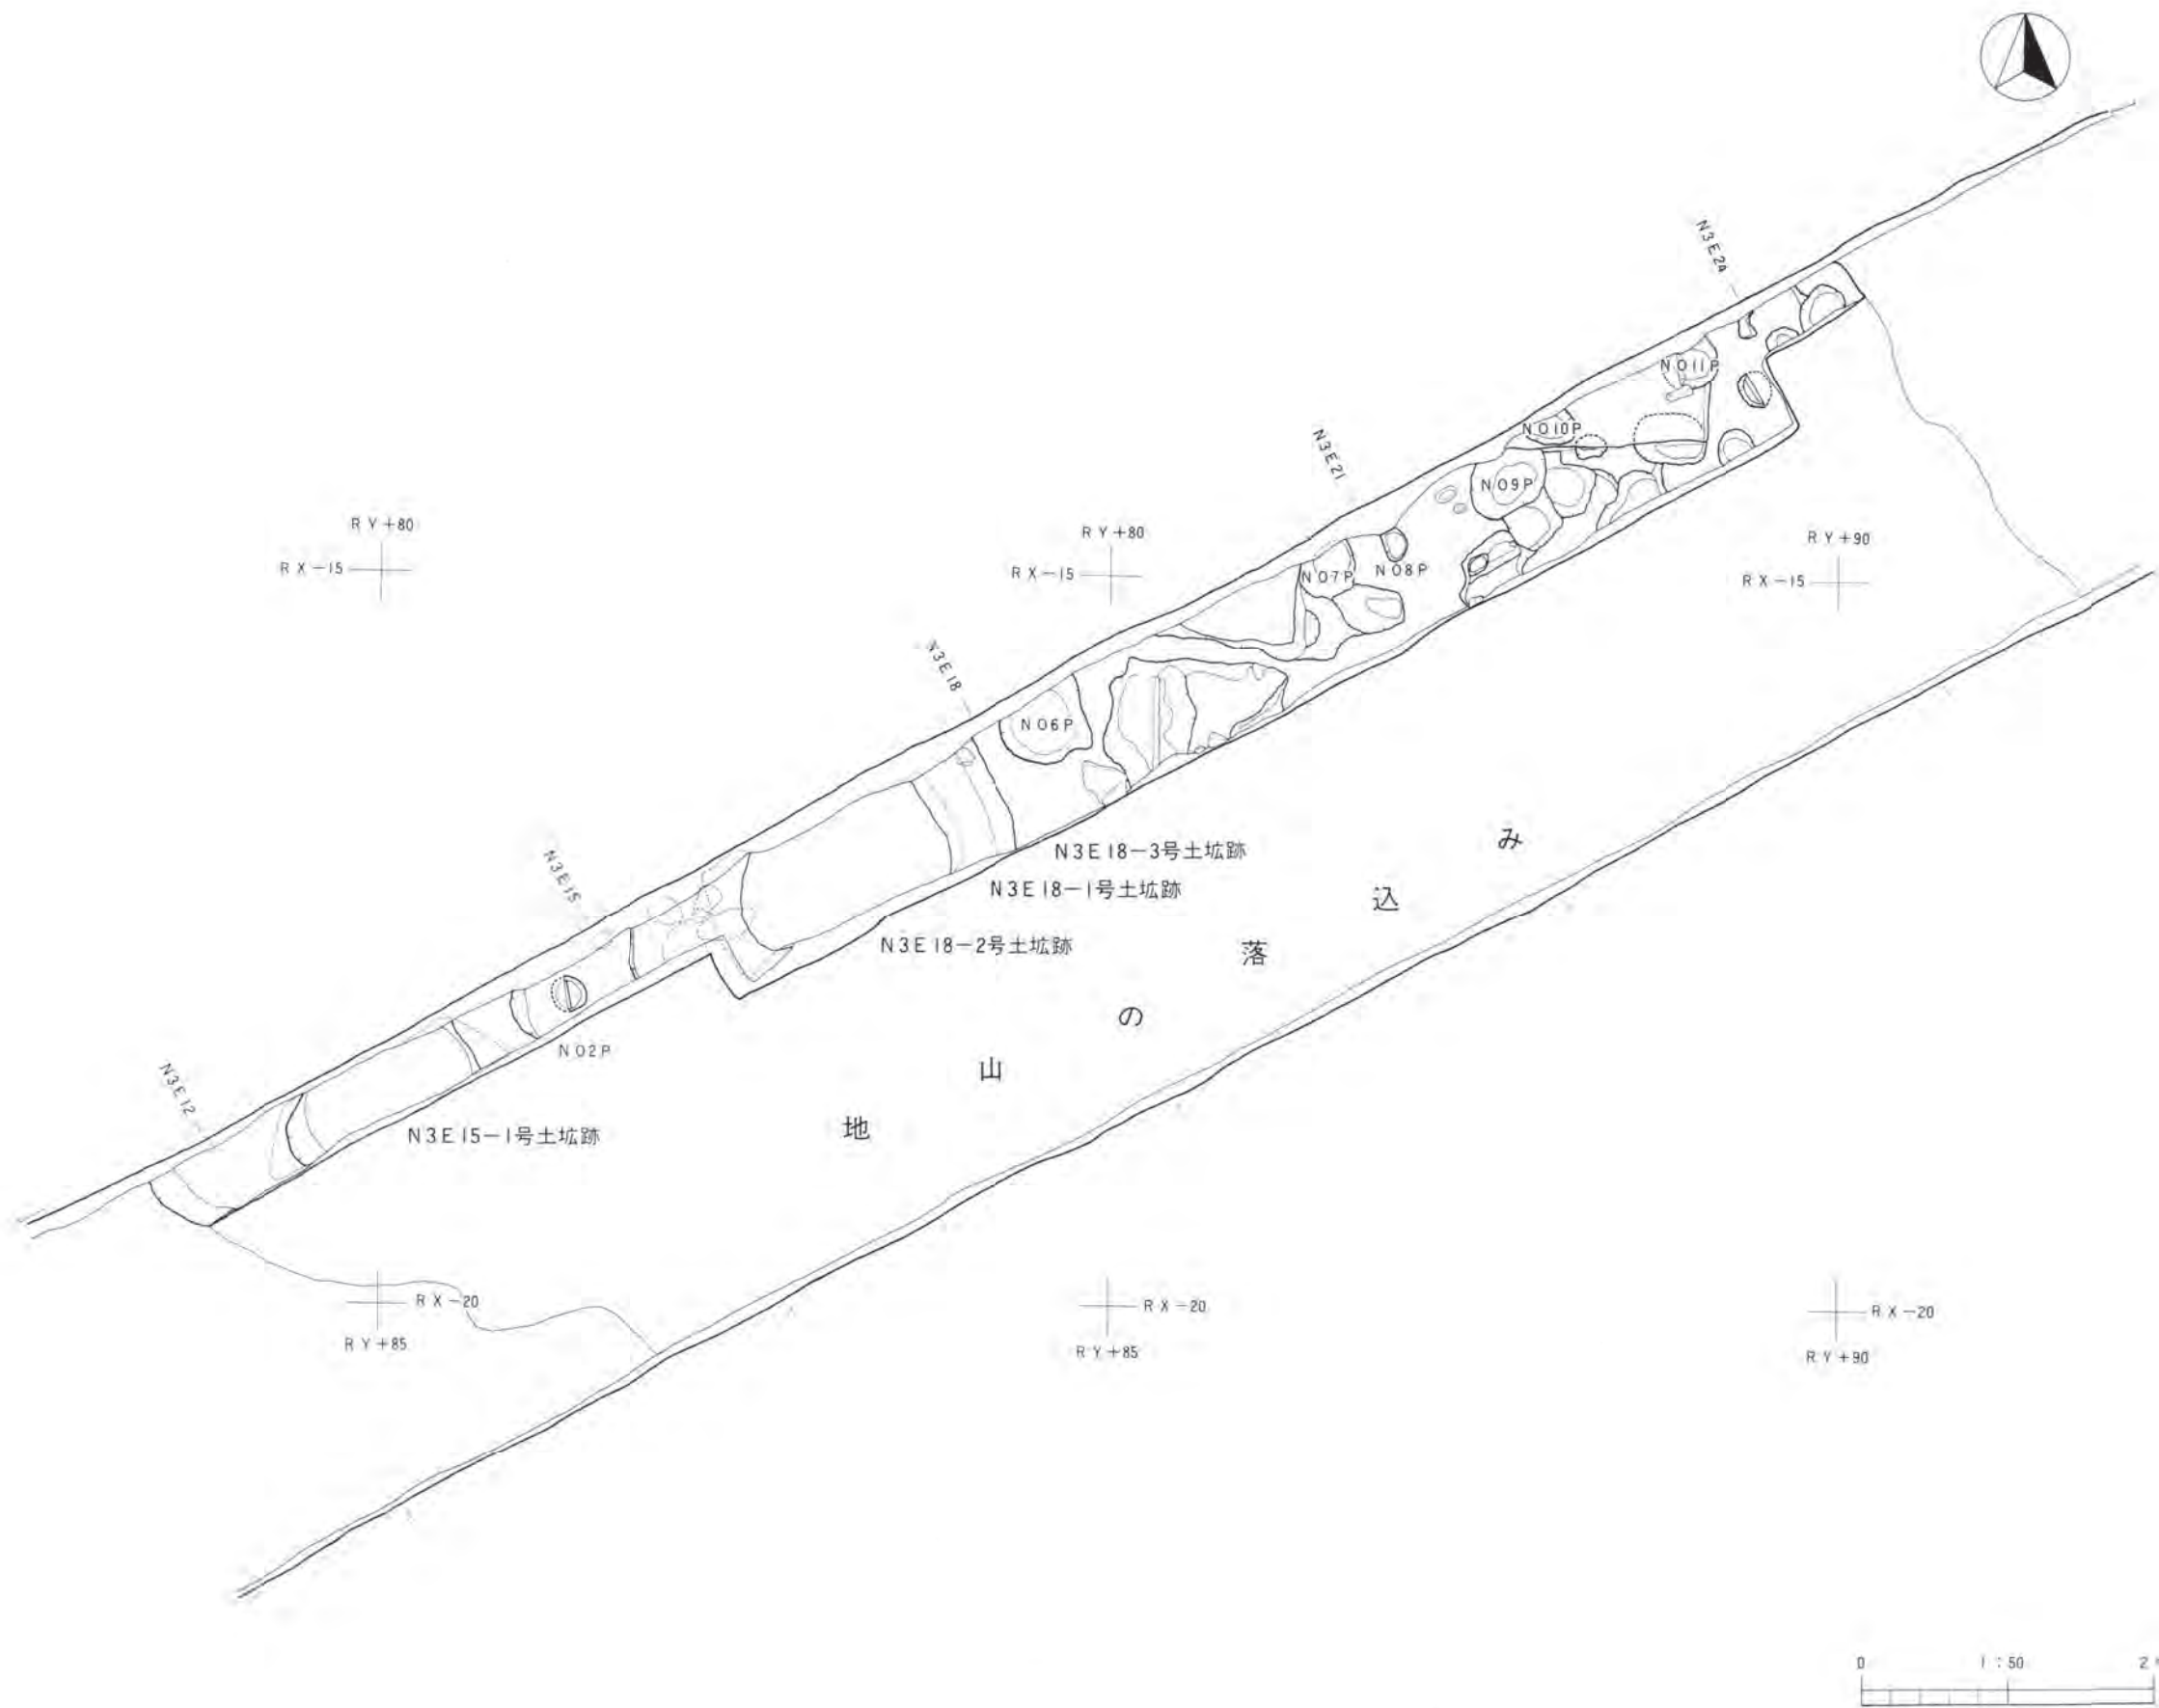 N3E24
N011P
N010P
N3E21
N09P
RY+80
RX-15
RY+80
RX-15
N07P
N08P
RY+90
RX-15
N3E18
N06P
N3E18-3号土坑跡
N3E18-1号土坑跡
N3E18-2号土坑跡
N3E15
N02P
N3E12
N3E15-1号土坑跡
地山の落込み
RX-20
RY+85
RX-20
RY+85
RX-20
RY+90
0 1:50 2